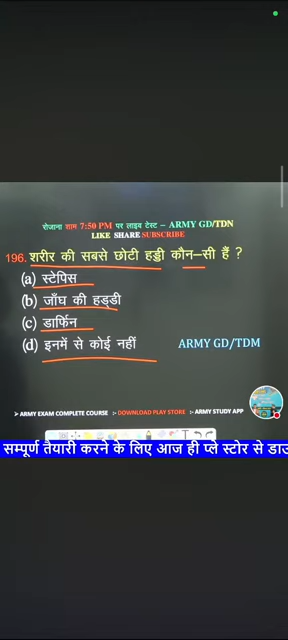 रोजाना शाम 7:50 PM पर लाइव टेस्ट – ARMY GD/TDN
LIKE SHARE SUBSCRIBE
196. शरीर की सबसे छोटी हड्डी कौन–सी हैं ?
(a) स्टेपिस
(b) जाँघ की हड्डी
(c) डार्फिन
(d) इनमें से कोई नहीं
ARMY GD/TDM
> ARMY EXAM COMPLETE COURSE :- DOWNLOAD PLAY STORE :- ARMY STUDY APP
सम्पूर्ण तैयारी करने के लिए आज ही प्ले स्टोर से डाउ